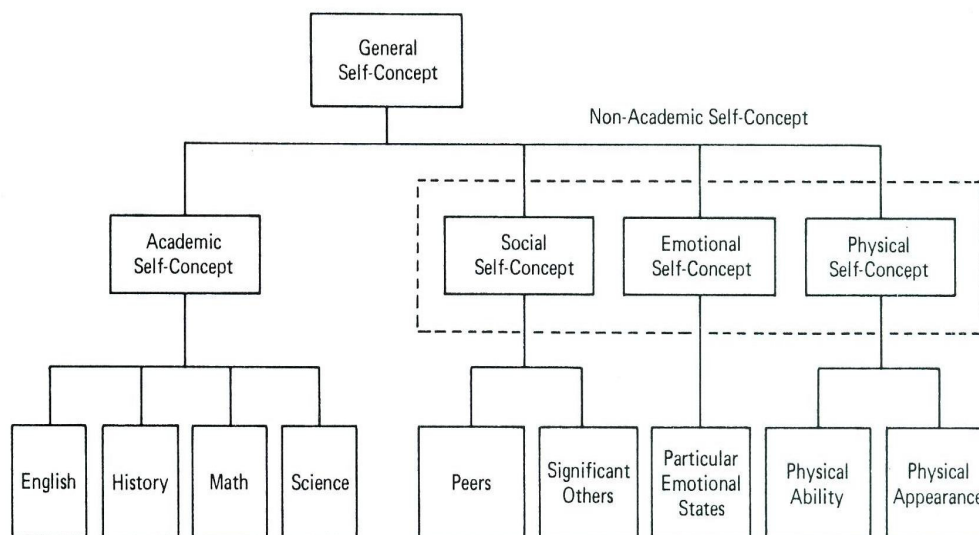 General
Self-Concept
Non-Academic Self-Concept
Academic
Self-Concept
Social
Self-Concept
Emotional
Self-Concept
Physical
Self-Concept
English
History
Math
Science
Peers
Significant
Others
Particular
Emotional
States
Physical
Ability
Physical
Appearance